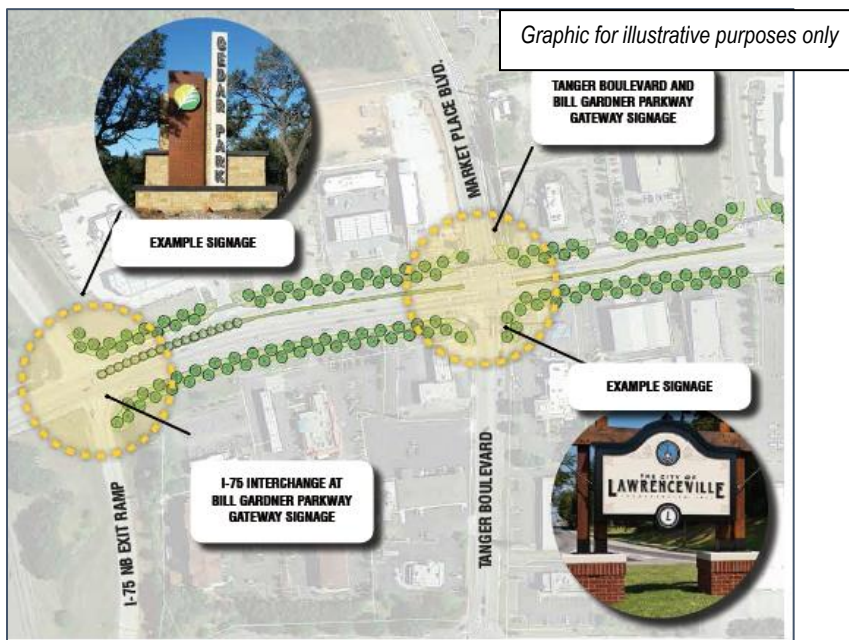 Graphic for illustrative purposes only
CEDAR PARK
MARKET PLACE BLVD.
TANGER BOULEVARD AND
BILL GARDNER PARKWAY
GATEWAY SIGNAGE
EXAMPLE SIGNAGE
EXAMPLE SIGNAGE
I-75 INTERCHANGE AT
BILL GARDNER PARKWAY
GATEWAY SIGNAGE
I-75 NB EXIT RAMP
TANGER BOULEVARD
THE CITY OF
LAWRENCEVILLE
L